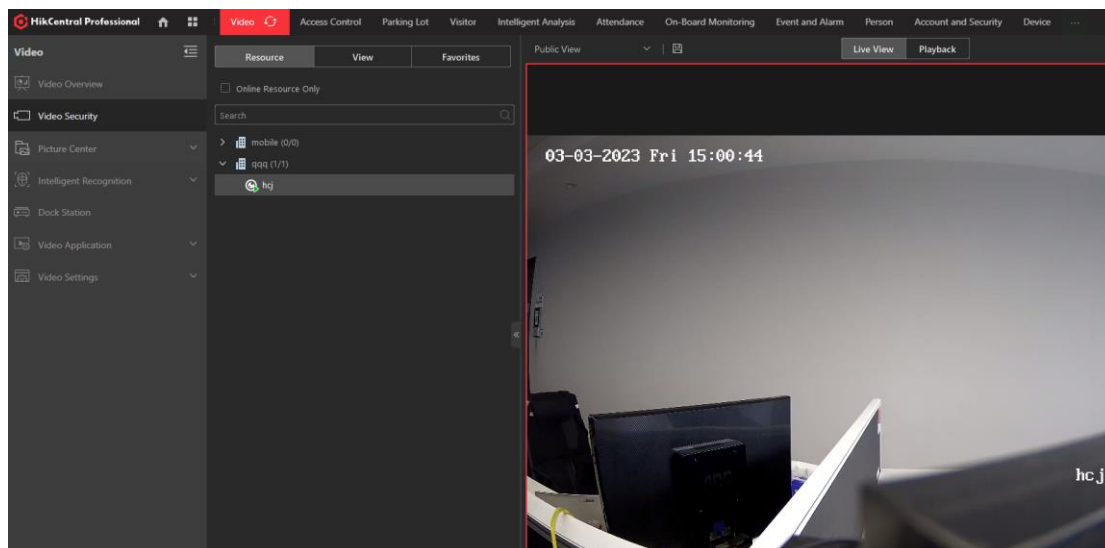 HikCentral Professional Video Access Control Parking Lot Visitor Intelligent Analysis Attendance On-Board Monitoring Event and Alarm Person Account and Security Device ...
Video
Video Overview
Video Security
Picture Center
Intelligent Recognition
Dock Station
Video Application
Video Settings
Resource View Favorites
Online Resource Only
Search
mobile (0/0)
qqq (1/1)
hcj
Public View
Live View Playback
03-03-2023 Fri 15:00:44
hcj